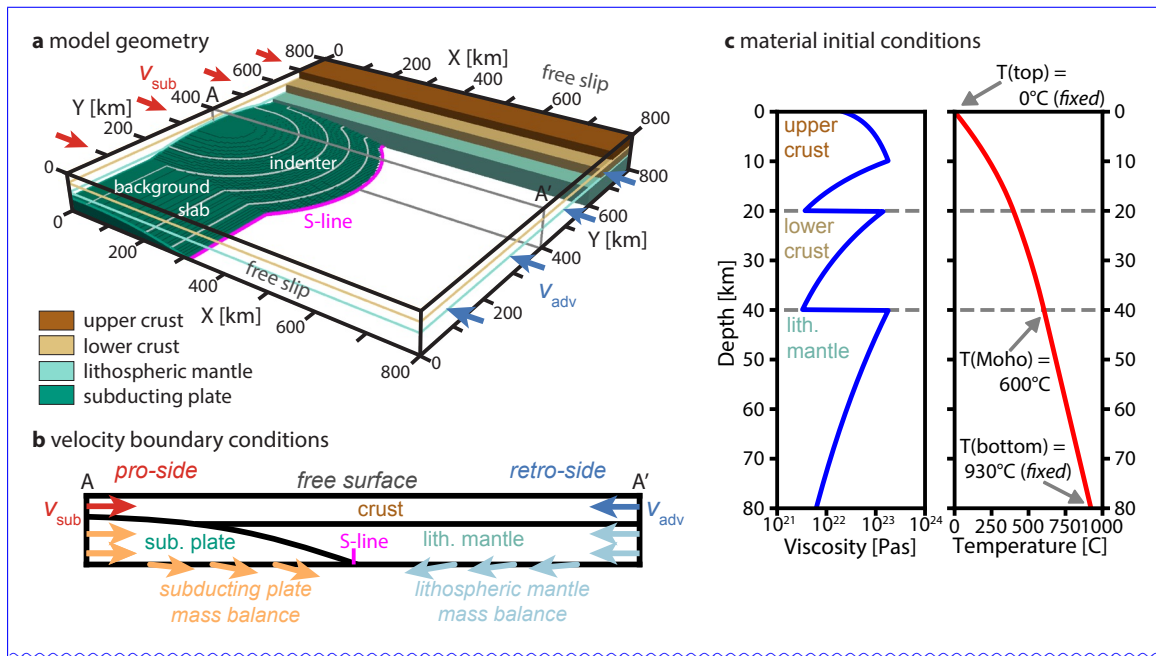 a model geometry
v sub
A
Y [km]
0
200
400
600
800
0
200
X [km]
400
600
800
free slip
indenter
background
slab
S-line
A'
800
600
Y [km]
400
200
0
v adv
0
200
400
X [km]
600
800
free slip
upper crust
lower crust
lithospheric mantle
subducting plate
b velocity boundary conditions
A
pro-side
free surface
retro-side
A'
v sub
crust
v adv
sub. plate
S-line
lith. mantle
subducting plate
mass balance
lithospheric mantle
mass balance
c material initial conditions
T(top) =
0°C (fixed)
0
10
20
30
40
50
60
70
80
Depth [km]
upper
crust
lower
crust
lith.
mantle
10^21
10^22
10^23
10^24
Viscosity [Pas]
T(Moho) =
600°C
T(bottom) =
930°C (fixed)
0
10
20
30
40
50
60
70
80
0
250
500
750
1000
Temperature [C]